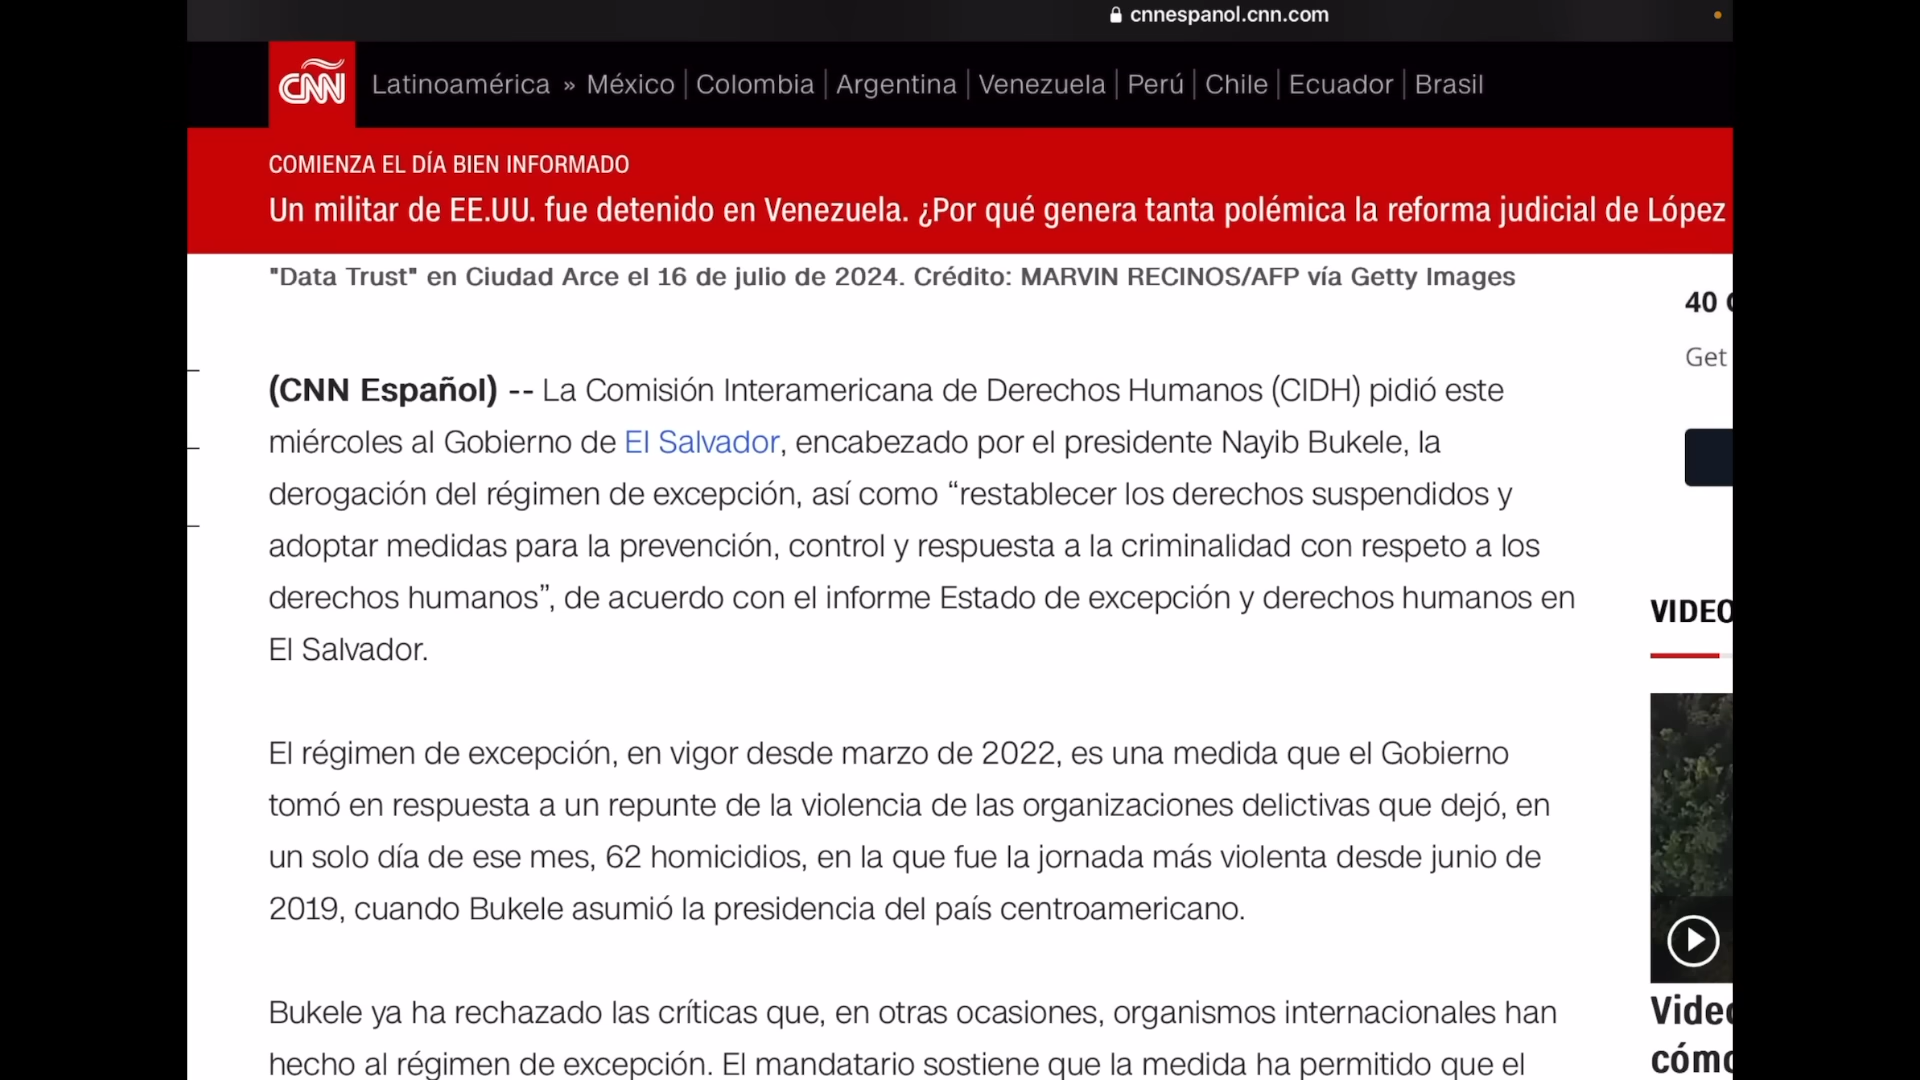 cnnespanol.cnn.com
CNN Latinoamérica » México | Colombia | Argentina | Venezuela | Perú | Chile | Ecuador | Brasil
COMIENZA EL DÍA BIEN INFORMADO
Un militar de EE.UU. fue detenido en Venezuela. ¿Por qué genera tanta polémica la reforma judicial de López
"Data Trust" en Ciudad Arce el 16 de julio de 2024. Crédito: MARVIN RECINOS/AFP vía Getty Images
(CNN Español) -- La Comisión Interamericana de Derechos Humanos (CIDH) pidió este
miércoles al Gobierno de El Salvador, encabezado por el presidente Nayib Bukele, la
derogación del régimen de excepción, así como “restablecer los derechos suspendidos y
adoptar medidas para la prevención, control y respuesta a la criminalidad con respeto a los
derechos humanos”, de acuerdo con el informe Estado de excepción y derechos humanos en
El Salvador.
El régimen de excepción, en vigor desde marzo de 2022, es una medida que el Gobierno
tomó en respuesta a un repunte de la violencia de las organizaciones delictivas que dejó, en
un solo día de ese mes, 62 homicidios, en la que fue la jornada más violenta desde junio de
2019, cuando Bukele asumió la presidencia del país centroamericano.
Bukele ya ha rechazado las críticas que, en otras ocasiones, organismos internacionales han
hecho al régimen de excepción. El mandatario sostiene que la medida ha permitido que el
40
Get
VIDEO
Video
cómo